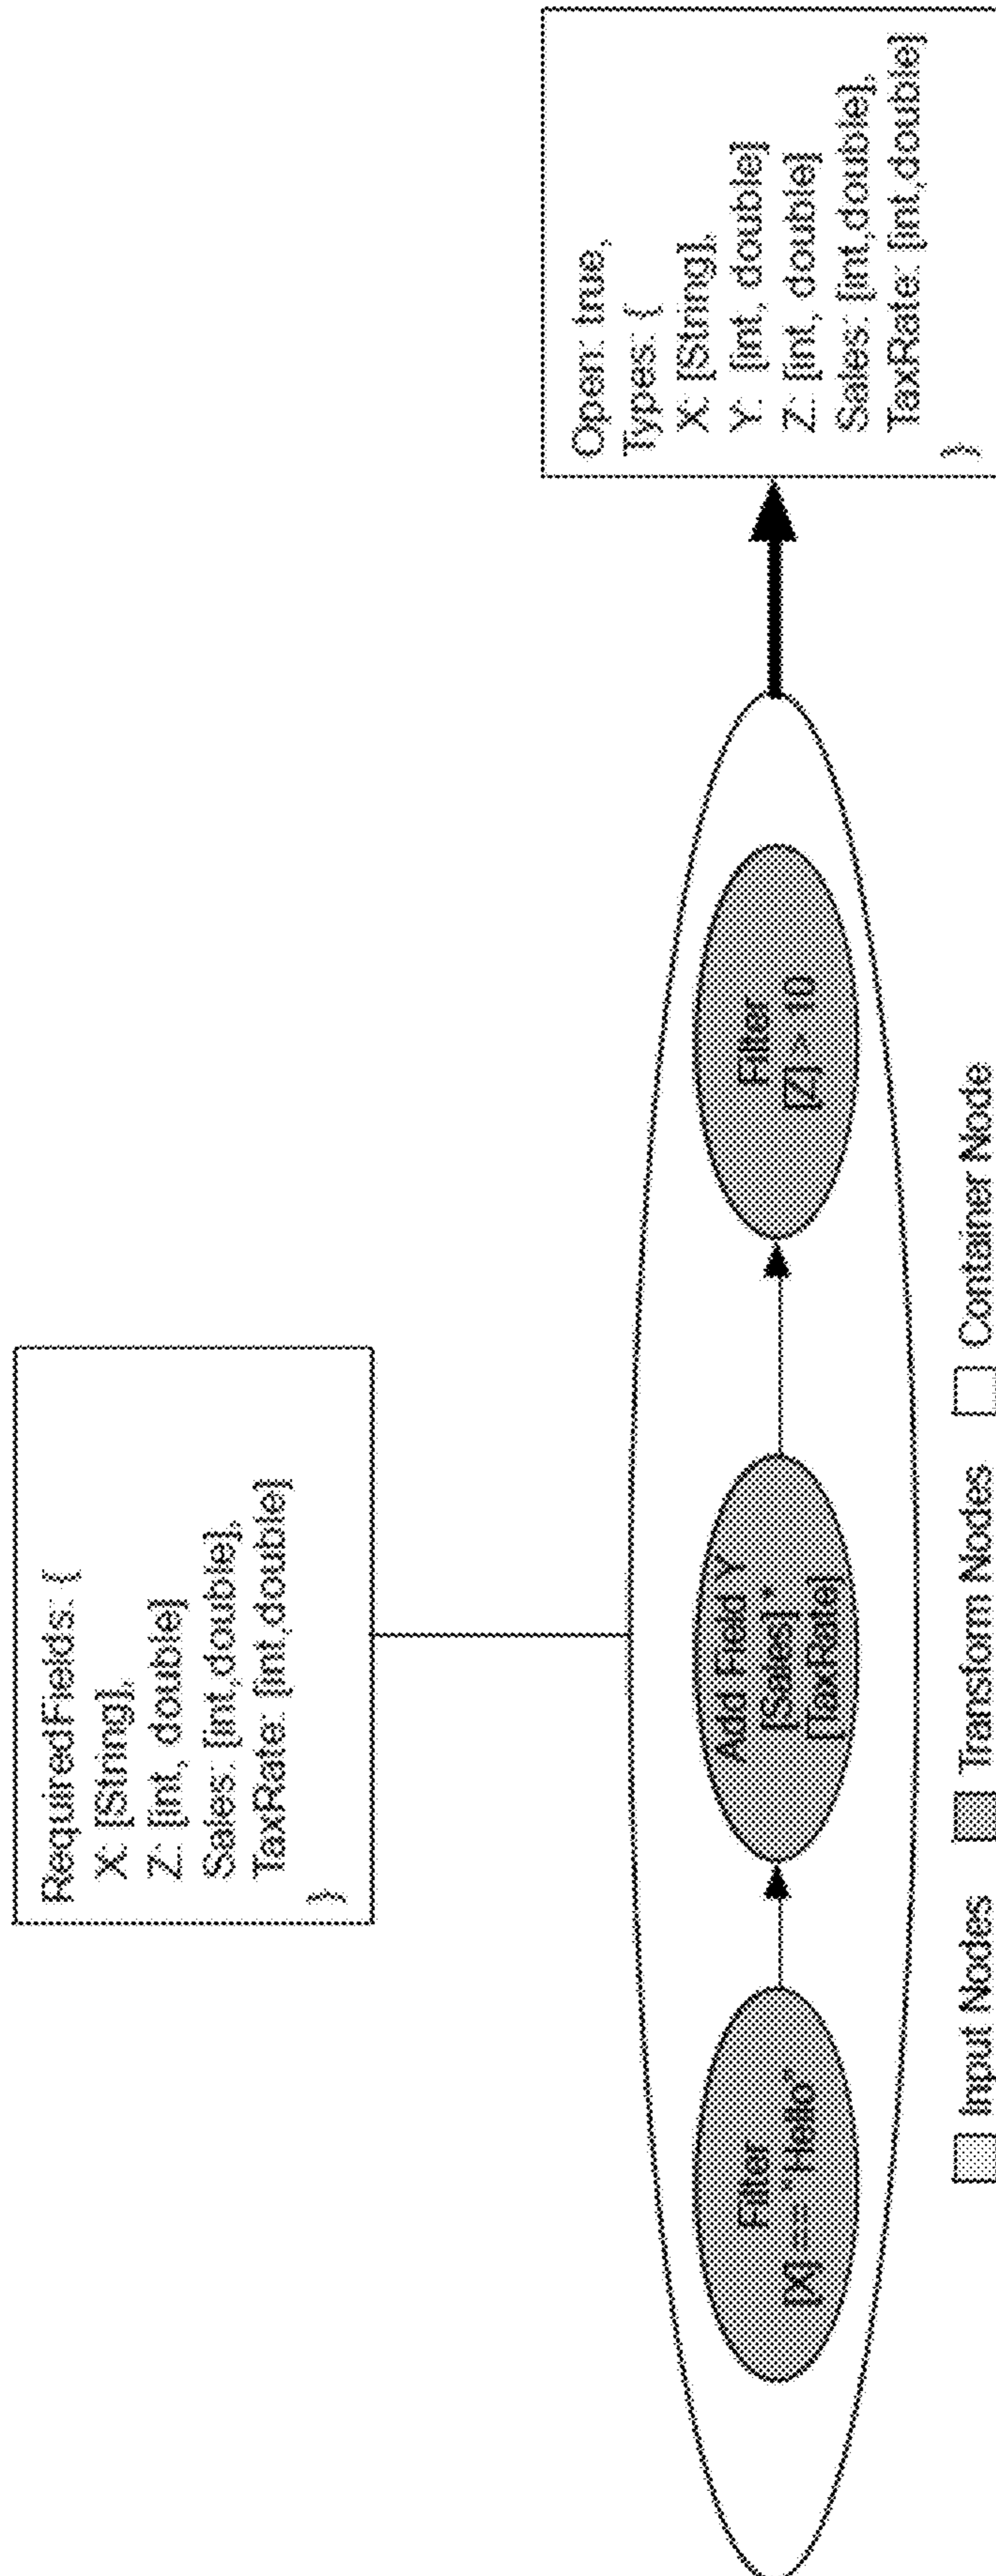 RequiredFields: {
X: [String],
Z: [int, double]
Sales: [int,double],
TaxRate: [int,double]
}
Filter
[X] == "Hello"
Add Field Y
[Sales] *
[TaxRate]
Filter
[Z] > 10
Open: true,
Types: {
X: [String],
Y: [int, double]
Z: [int, double]
Sales: [int,double],
TaxRate: [int,double]
}
Input Nodes
Transform Nodes
Container Node